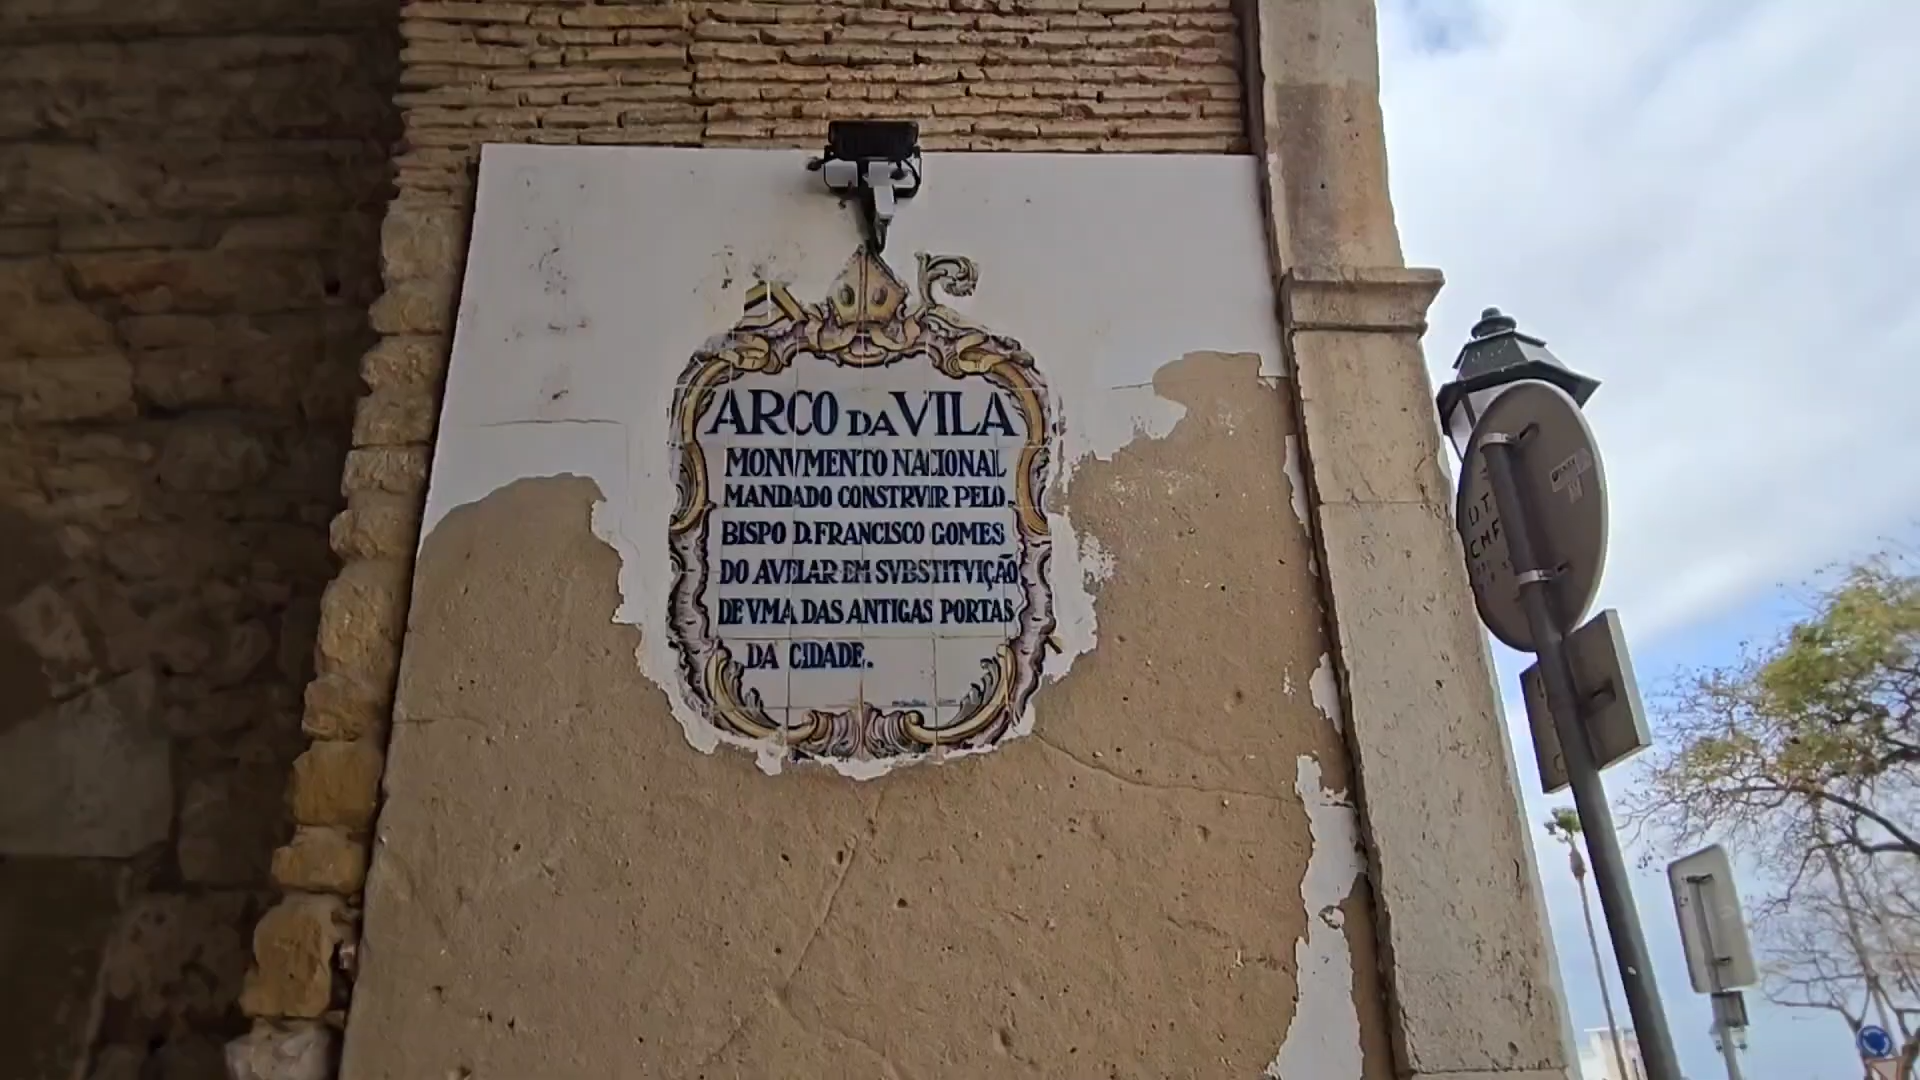 ARCO DA VILA
MONVMENTO NACIONAL
MANDADO CONSTRVIR PELO
BISPO D. FRANCISCO GOMES
DO AVELAR EM SVBSTITVIÇÃO
DE VMA DAS ANTIGAS PORTAS
DA CIDADE.
D.T.
CMF